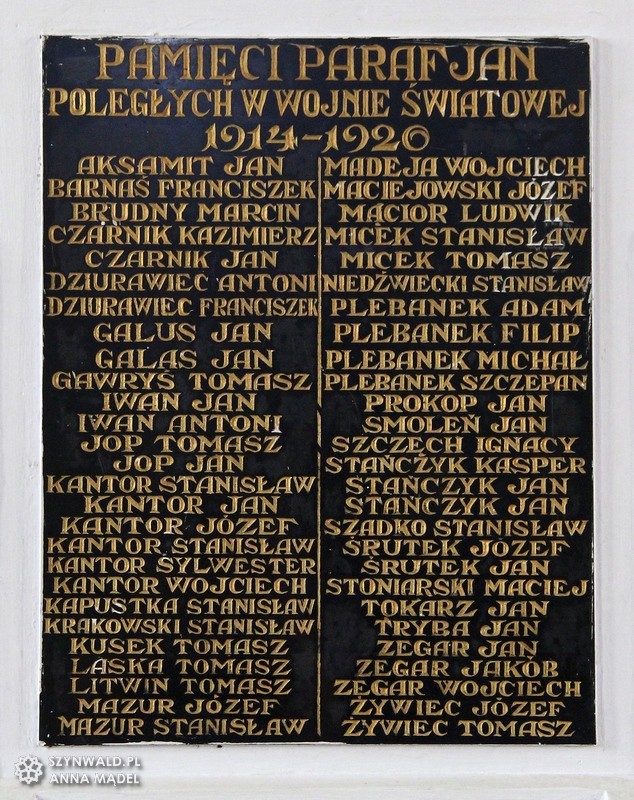 PAMIĘCI PARAFJAN
POLEGŁYCH W WOJNIE ŚWIATOWEJ
1914-1920
AKSAMIT JAN
BARNAŚ FRANCISZEK
BRUDNY MARCIN
CZARNIK KAZIMIERZ
CZARNIK JAN
DZIURAWIEC ANTONI
DZIURAWIEC FRANCISZEK
GALUS JAN
GALAS JAN
GAWRYŚ TOMASZ
IWAN JAN
IWAN ANTONI
JOP TOMASZ
JOP JAN
KANTOR STANISŁAW
KANTOR JAN
KANTOR JÓZEF
KANTOR STANISŁAW
KANTOR SYLWESTER
KANTOR WOJCIECH
KAPUSTKA STANISŁAW
KRAKOWSKI STANISŁAW
KUSEK TOMASZ
LASKA TOMASZ
LITWIN TOMASZ
MAZUR JÓZEF
MAZUR STANISŁAW
MADEJA WOJCIECH
MACIEJOWSKI JÓZEF
MACIOR LUDWIK
MICEK STANISŁAW
MICEK TOMASZ
NIEDŹWIECKI STANISŁAW
PLEBANEK ADAM
PLEBANEK FILIP
PLEBANEK MICHAŁ
PLEBANEK SZCZEPAN
PROKOP JAN
SMOLEŃ JAN
SZCZECH IGNACY
STAŃCZYK KASPER
STAŃCZYK JAN
STAŃCZYK JAN
SZADKO STANISŁAW
SRUTEK JÓZEF
SRUTEK JAN
STONIARSKI MACIEJ
TOKARZ JAN
TRYBA JAN
ZEGAR JAN
ZEGAR JAKÓB
ZEGAR WOJCIECH
ŻYWIEC JÓZEF
ŻYWIEC TOMASZ
SZYNWALD.PL
ANNA MĄDEL